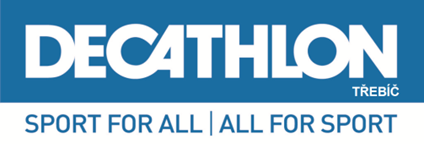 DECATHLON
TŘEBÍČ
SPORT FOR ALL | ALL FOR SPORT